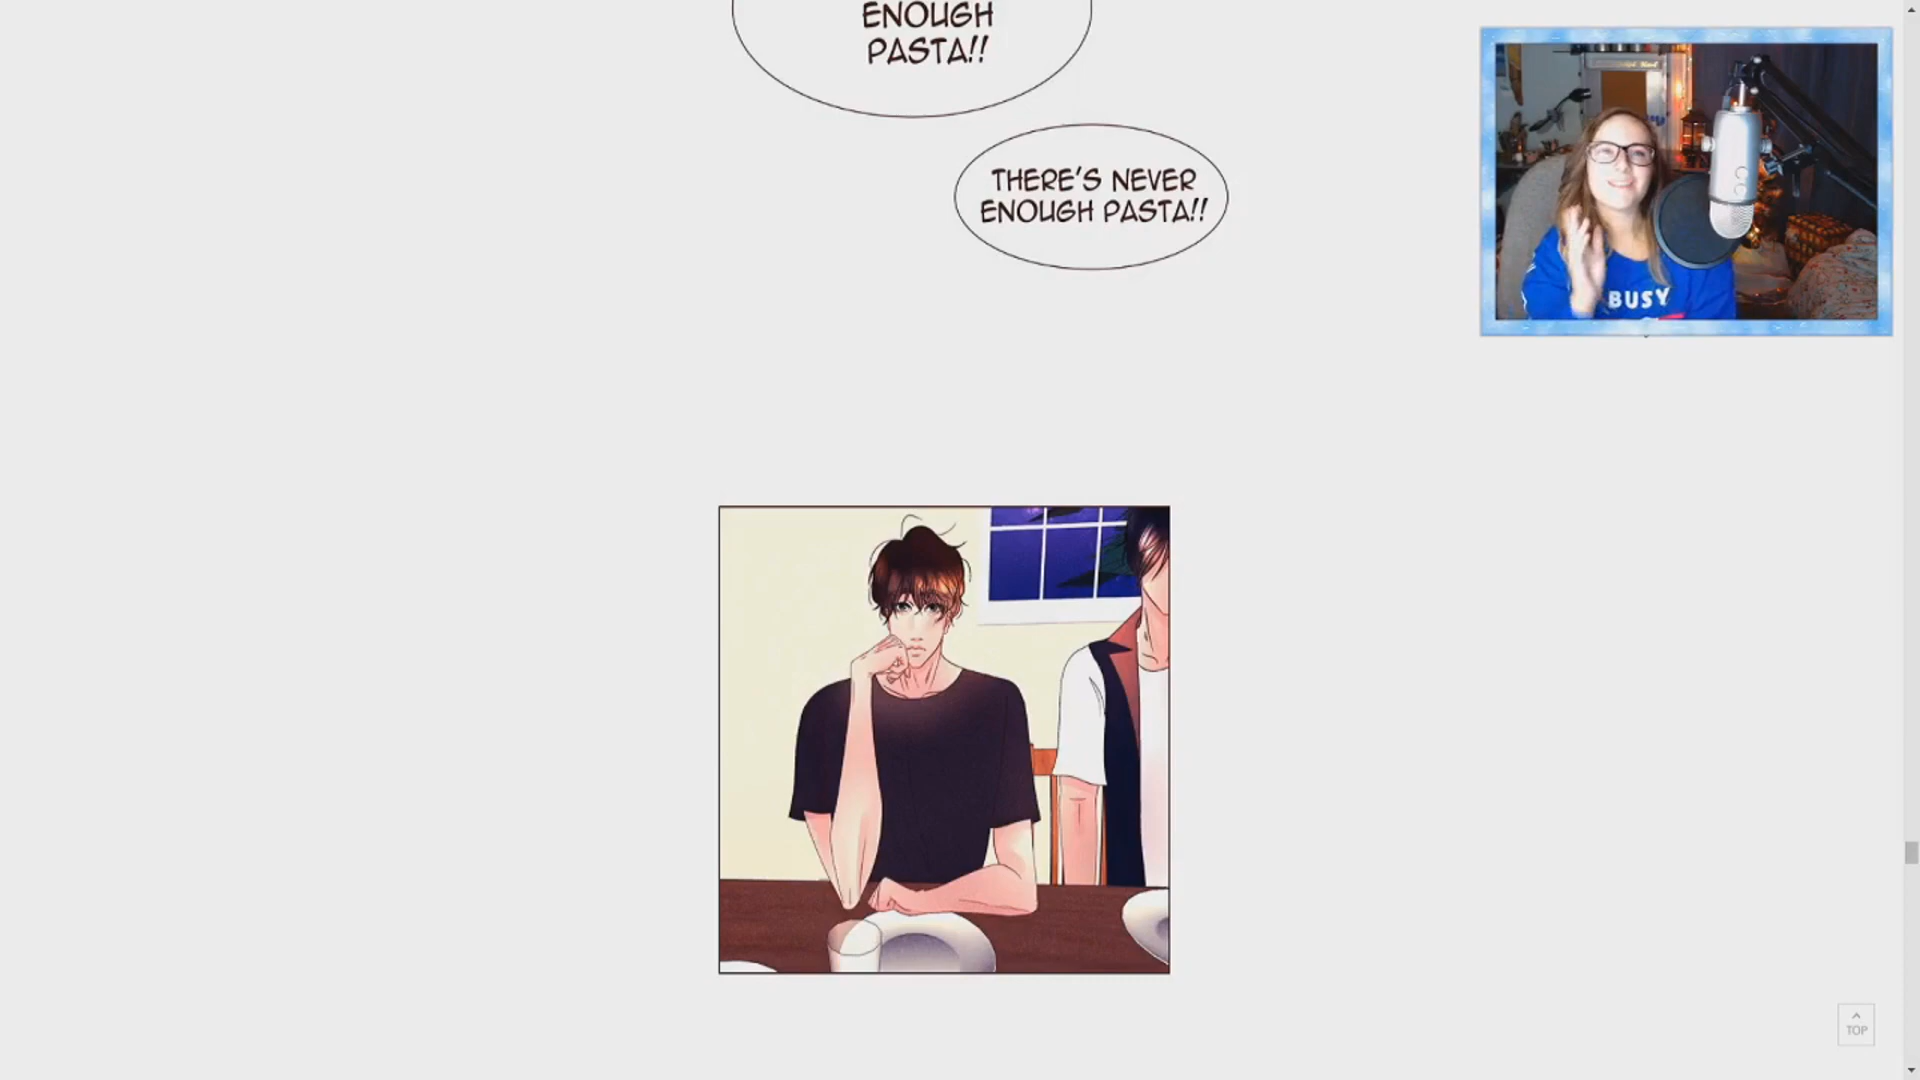 ENOUGH
PASTA!!
THERE'S NEVER
ENOUGH PASTA!!
BUSY
TOP